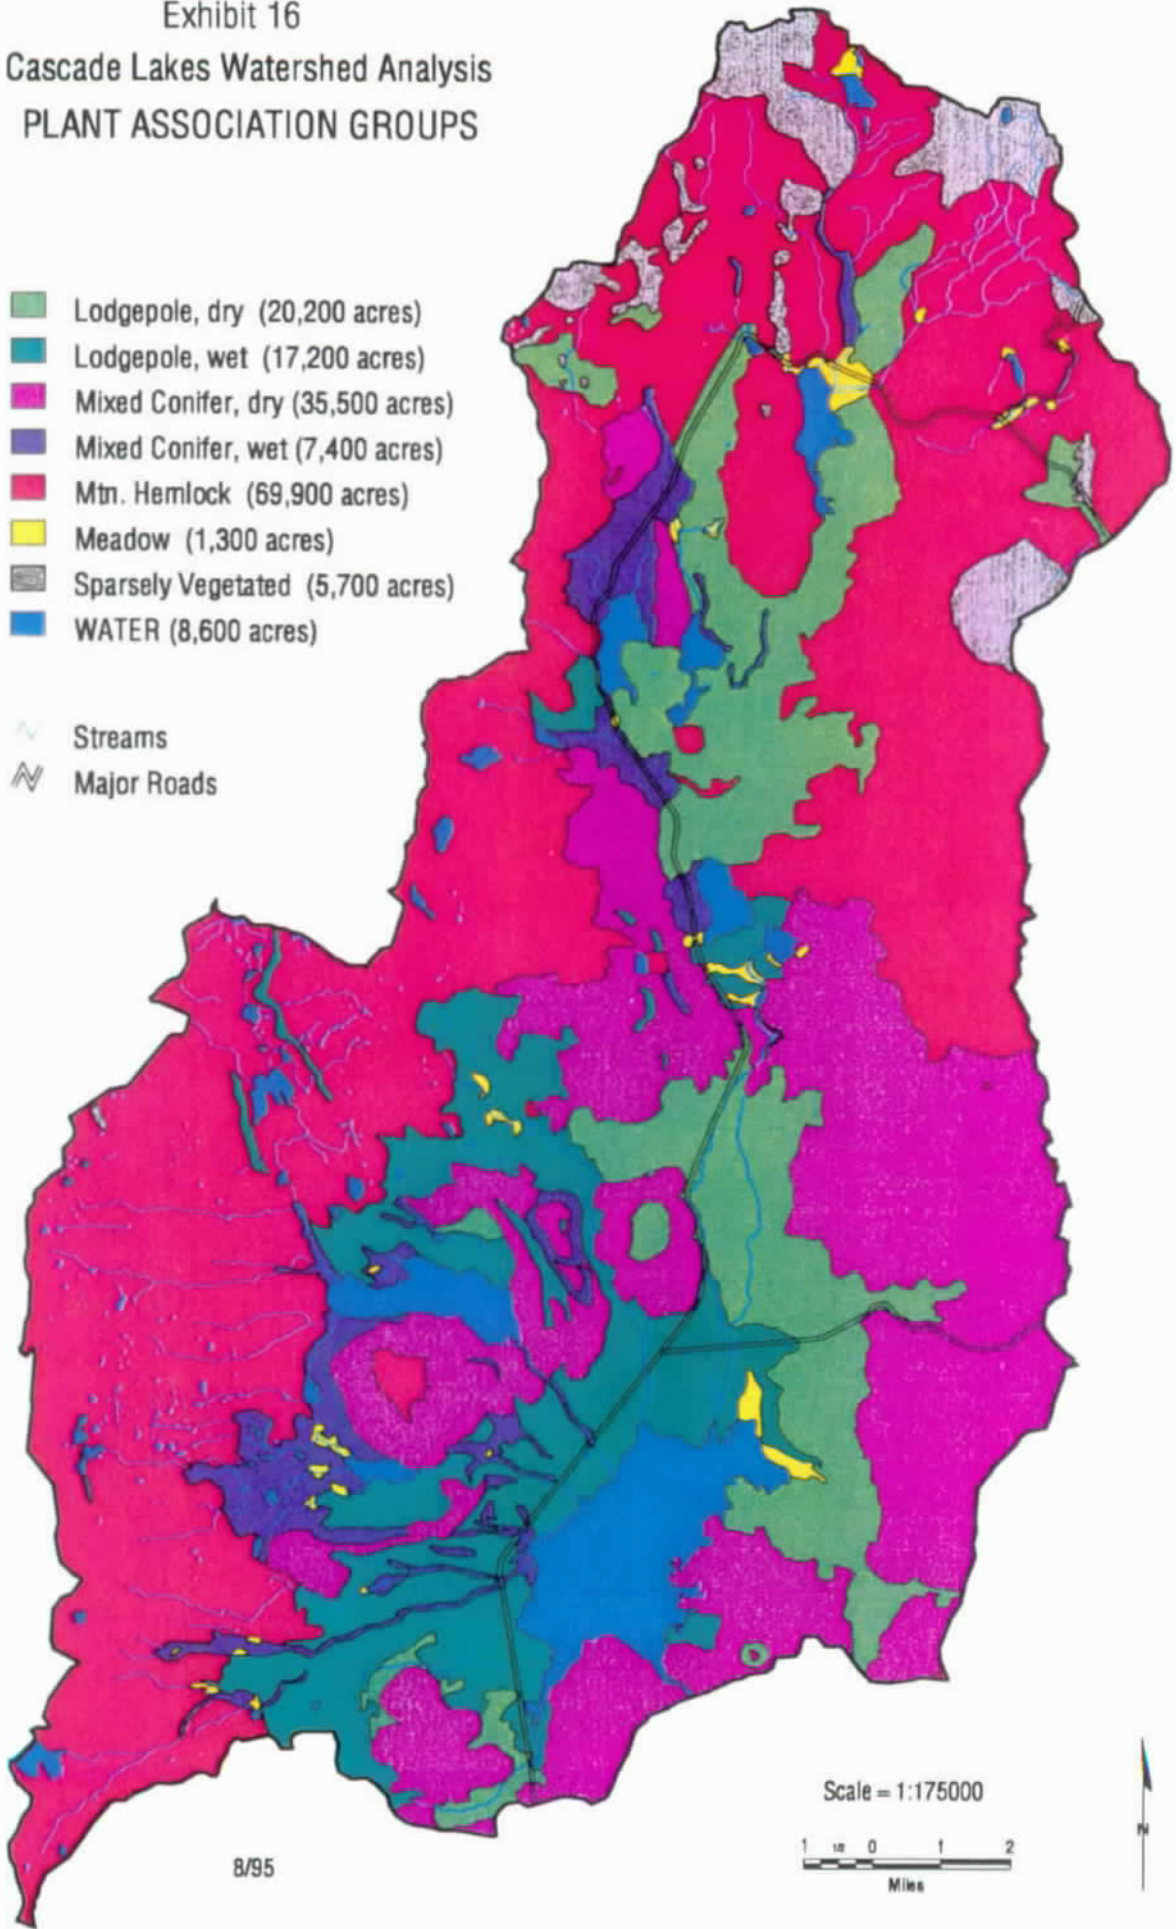 Exhibit 16
Cascade Lakes Watershed Analysis
PLANT ASSOCIATION GROUPS
Lodgepole, dry (20,200 acres)
Lodgepole, wet (17,200 acres)
Mixed Conifer, dry (35,500 acres)
Mixed Conifer, wet (7,400 acres)
Mtn. Hemlock (69,900 acres)
Meadow (1,300 acres)
Sparsely Vegetated (5,700 acres)
WATER (8,600 acres)
Streams
Major Roads
Scale = 1:175000
1 1/2 0 1 2
Miles
N
8/95